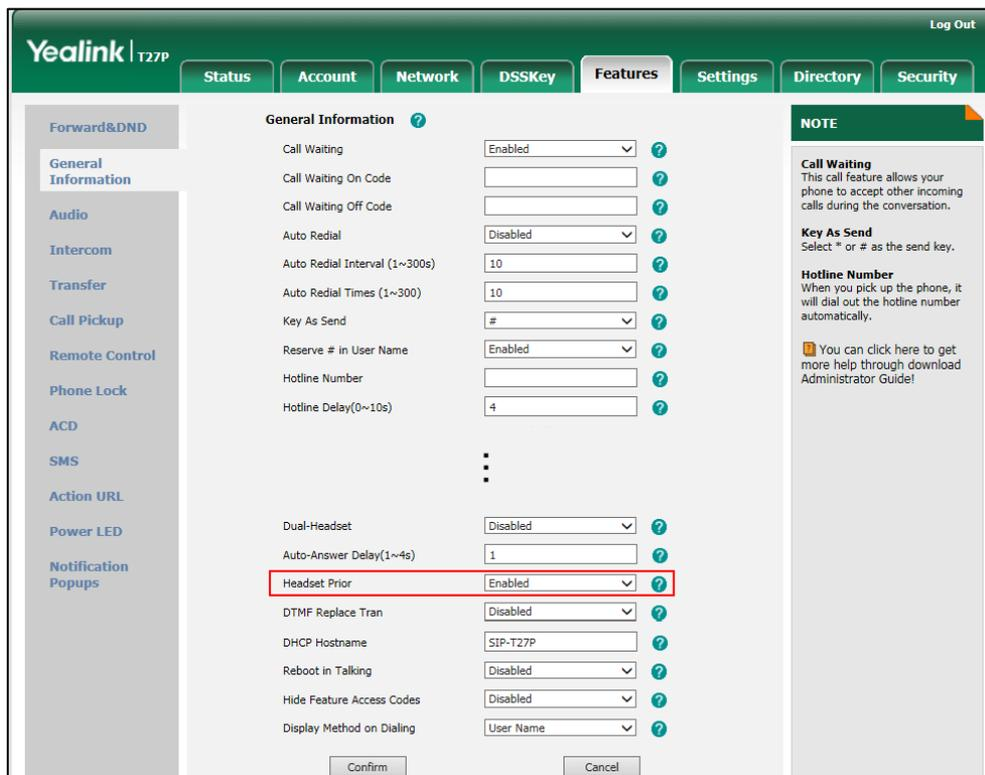 Log Out
Yealink T27P
Status Account Network DSSKey Features Settings Directory Security
Forward&DND
General
Information
Audio
Intercom
Transfer
Call Pickup
Remote Control
Phone Lock
ACD
SMS
Action URL
Power LED
Notification
Popups
General Information ?
Call Waiting Enabled ?
Call Waiting On Code ?
Call Waiting Off Code ?
Auto Redial Disabled ?
Auto Redial Interval (1~300s) 10 ?
Auto Redial Times (1~300) 10 ?
Key As Send # ?
Reserve # in User Name Enabled ?
Hotline Number ?
Hotline Delay(0~10s) 4 ?
Dual-Headset Disabled ?
Auto-Answer Delay(1~4s) 1 ?
Headset Prior Enabled ?
DTMF Replace Tran Disabled ?
DHCP Hostname SIP-T27P ?
Reboot in Talking Disabled ?
Hide Feature Access Codes Disabled ?
Display Method on Dialing User Name ?
Confirm Cancel
NOTE
Call Waiting
This call feature allows your
phone to accept other incoming
calls during the conversation.
Key As Send
Select * or # as the send key.
Hotline Number
When you pick up the phone, it
will dial out the hotline number
automatically.
? You can click here to get
more help through download
Administrator Guide!